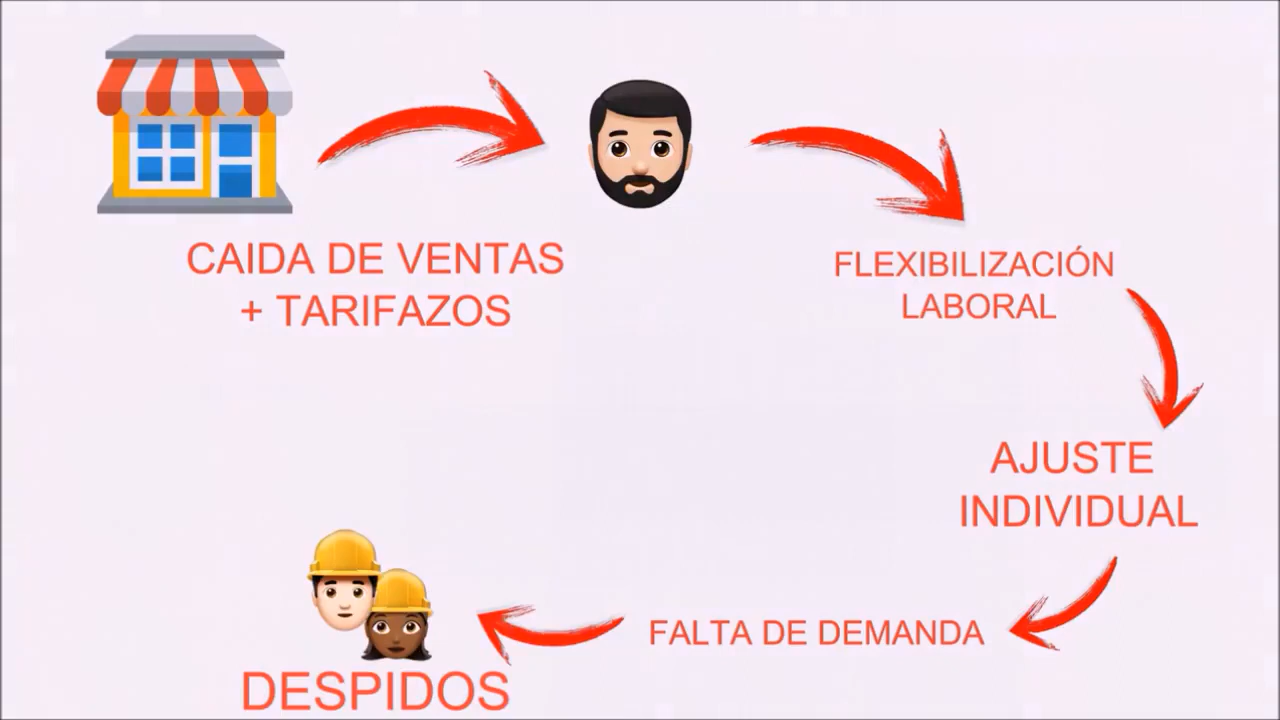 CAIDA DE VENTAS
+ TARIFAZOS
FLEXIBILIZACIÓN
LABORAL
AJUSTE
INDIVIDUAL
FALTA DE DEMANDA
DESPIDOS